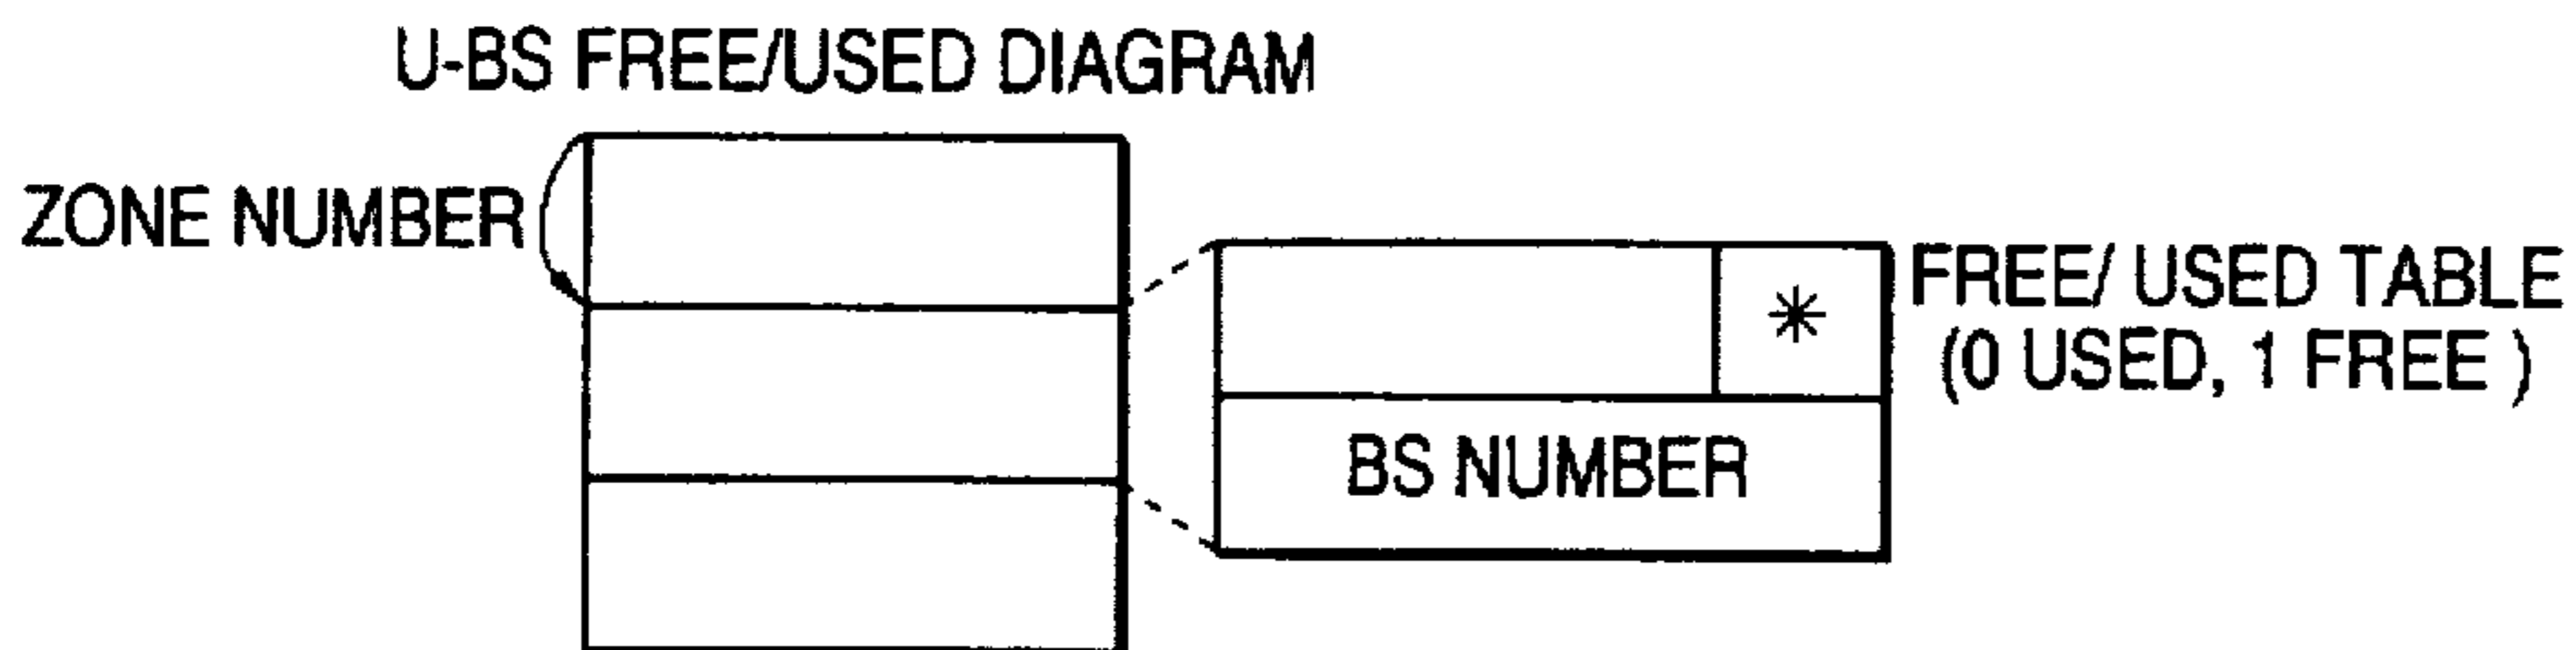 U-BS FREE/USED DIAGRAM
ZONE NUMBER
*
FREE/ USED TABLE
(0 USED, 1 FREE )
BS NUMBER